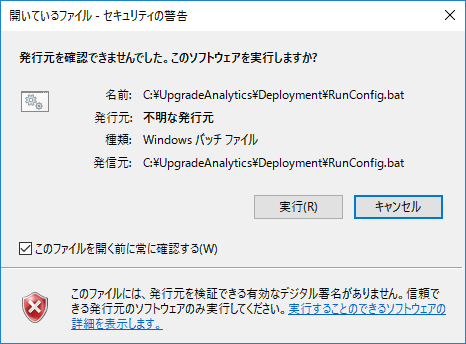 開いているファイル - セキュリティの警告
発行元を確認できませんでした。このソフトウェアを実行しますか?
名前: C:¥UpgradeAnalytics¥Deployment¥RunConfig.bat
発行元: 不明な発行元
種類: Windows バッチ ファイル
発信元: C:¥UpgradeAnalytics¥Deployment¥RunConfig.bat
実行(R) キャンセル
このファイルを開く前に常に確認する(W)
このファイルには、発行元を検証できる有効なデジタル署名がありません。信頼で
きる発行元のソフトウェアのみ実行してください。実行することのできるソフトウェアの
詳細を表示します。